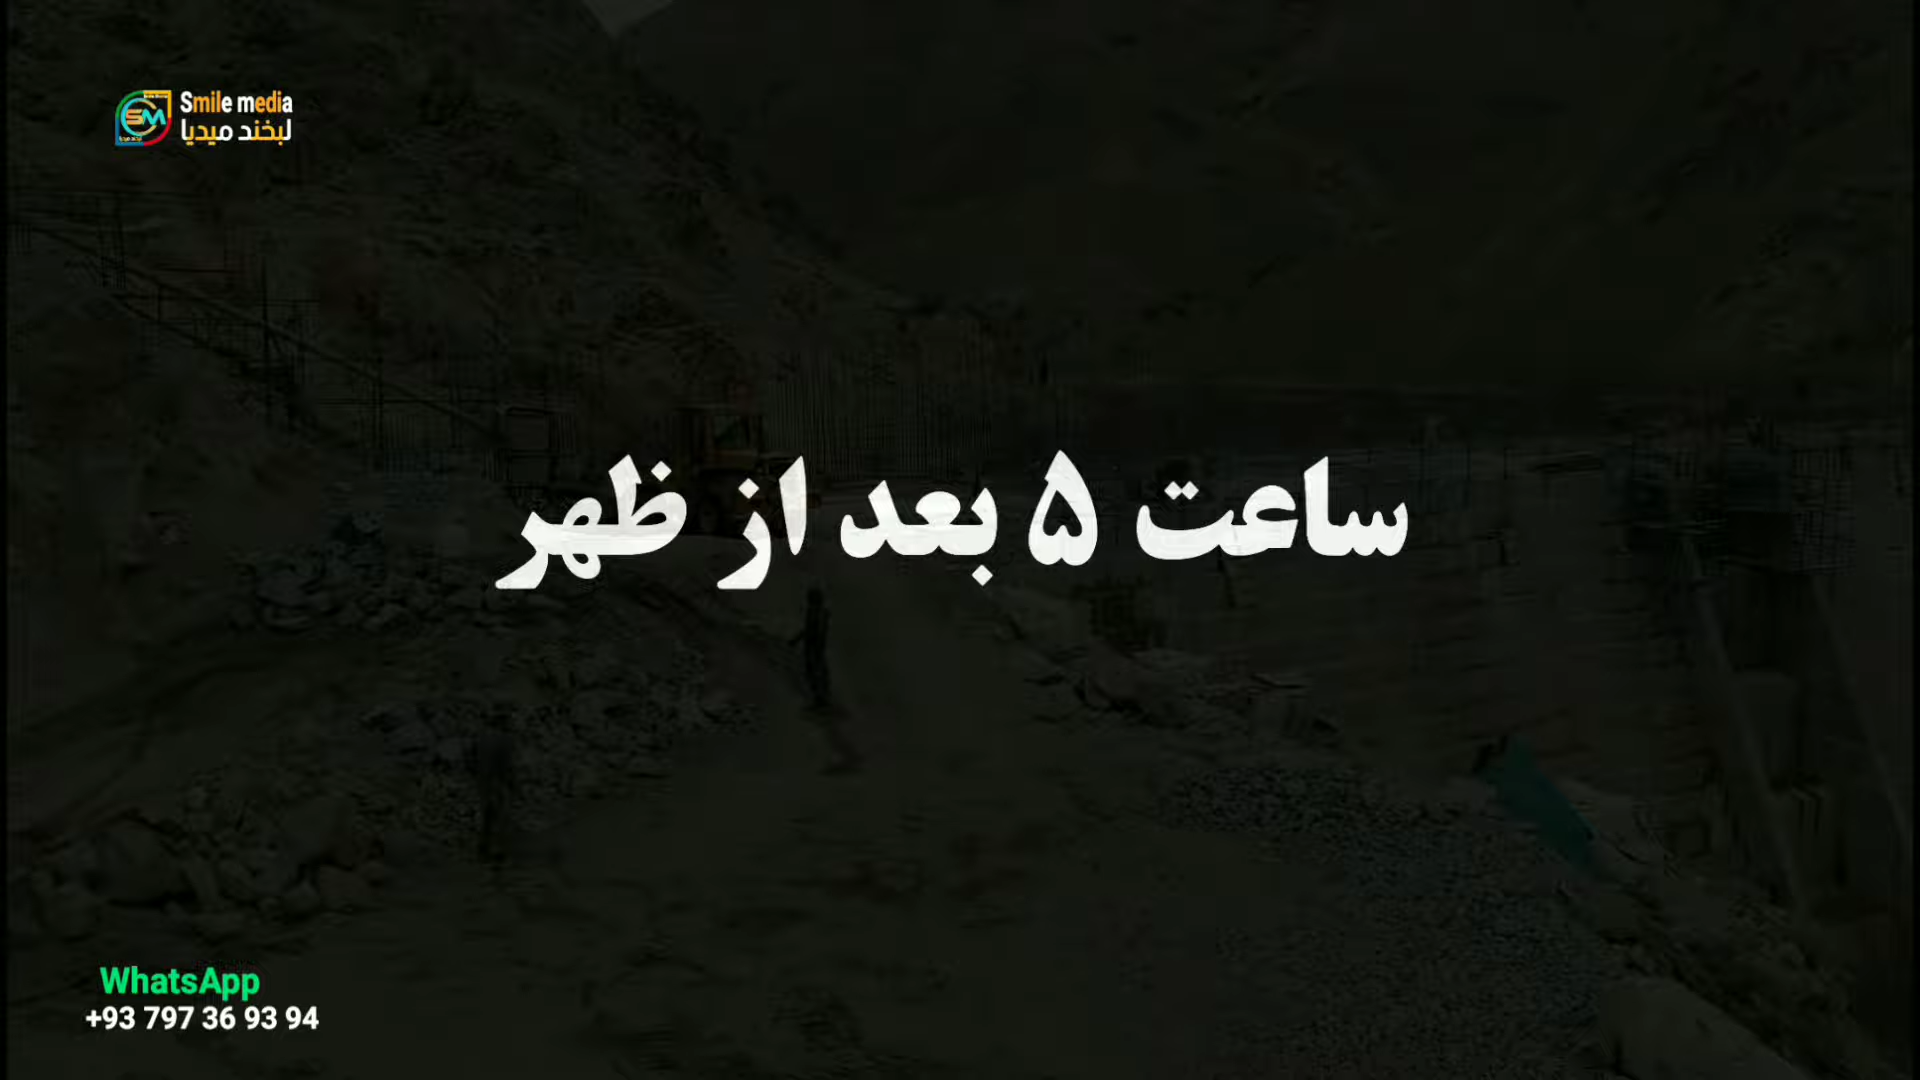 Smile media
لبخند میدیا
ساعت ۵ بعد از ظهر
WhatsApp
+93 797 36 93 94